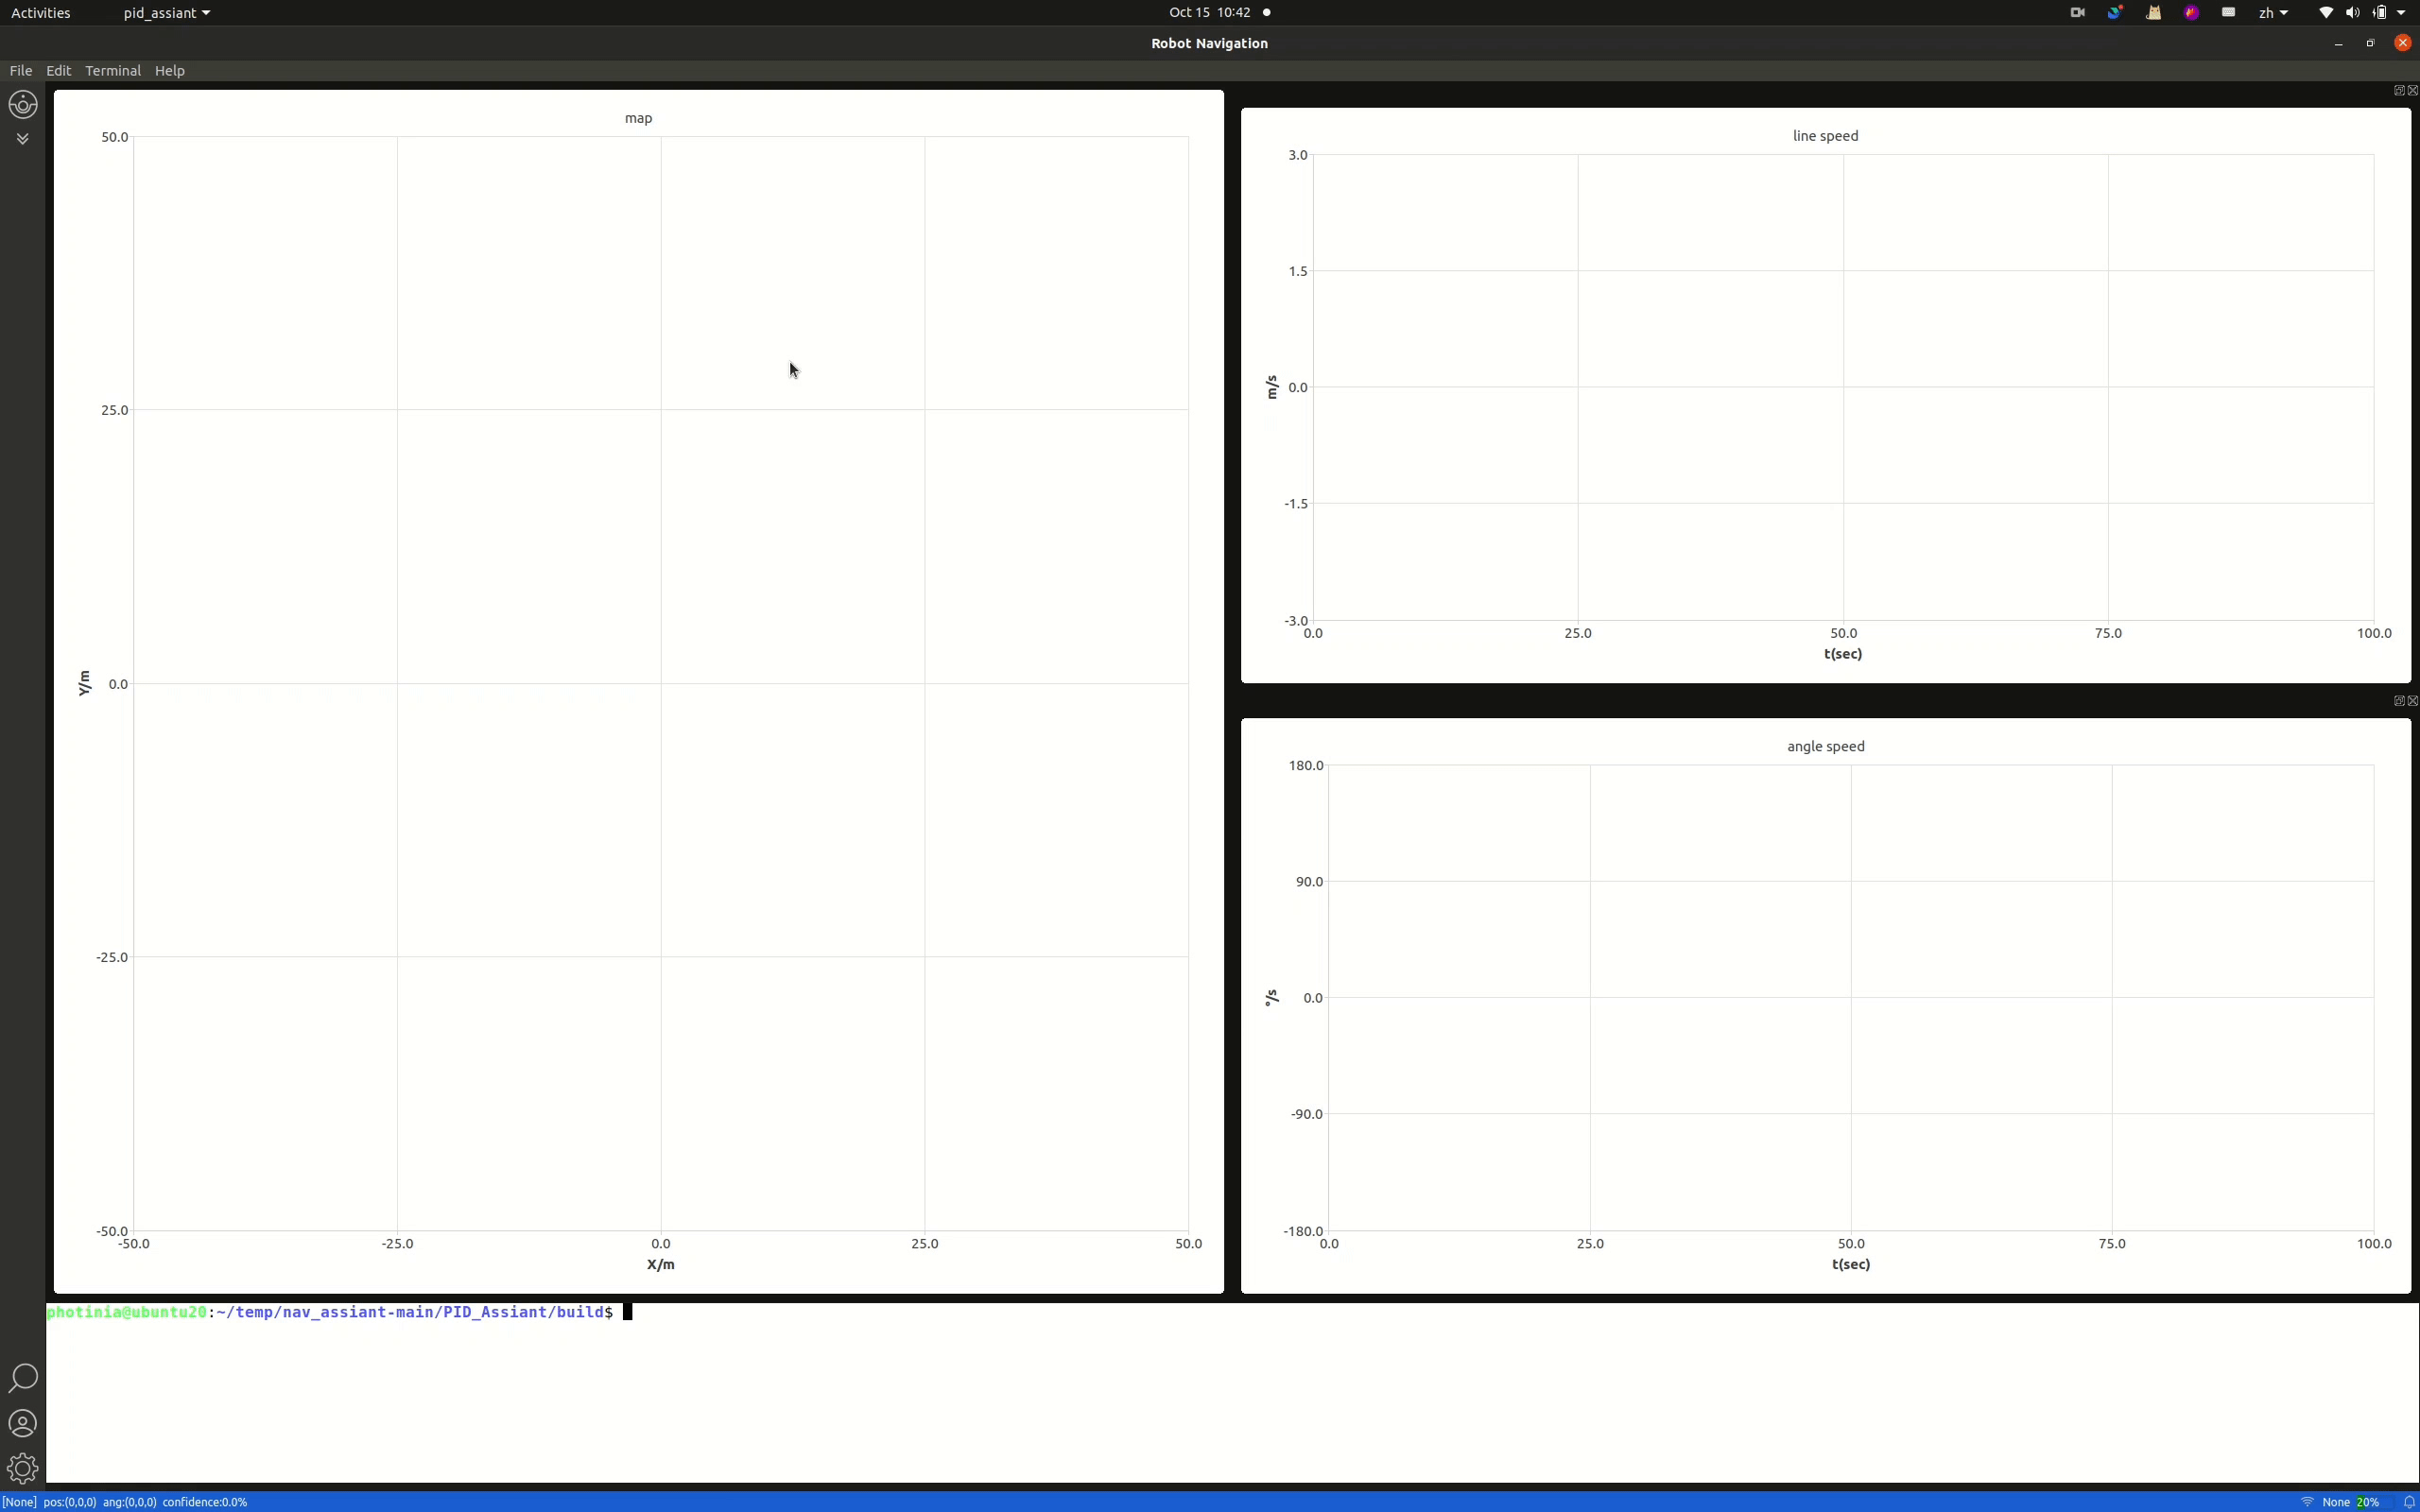 Activities pid_assiant Oct 15 10:42 zh
Robot Navigation
File Edit Terminal Help
map
50.0
25.0
0.0
-25.0
-50.0
Y/m
-50.0 -25.0 0.0 25.0 50.0
X/m
line speed
3.0
1.5
0.0
-1.5
-3.0
m/s
0.0 25.0 50.0 75.0 100.0
t(sec)
angle speed
180.0
90.0
0.0
-90.0
-180.0
°/s
0.0 25.0 50.0 75.0 100.0
t(sec)
photinia@ubuntu20:~/temp/nav_assiant-main/PID_Assiant/build$
[None] pos:(0,0,0) ang:(0,0,0) confidence:0.0% None 20%